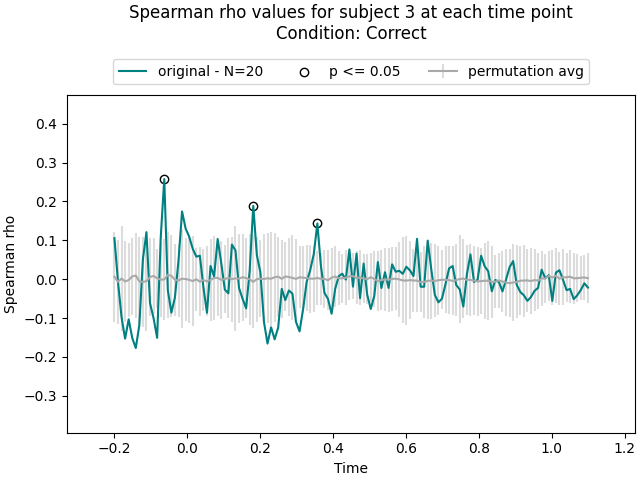 Spearman rho values for subject 3 at each time point
Condition: Correct
original - N=20 p <= 0.05 permutation avg
0.4
0.3
0.2
0.1
0.0
−0.1
−0.2
−0.3
Spearman rho
−0.2 0.0 0.2 0.4 0.6 0.8 1.0 1.2
Time